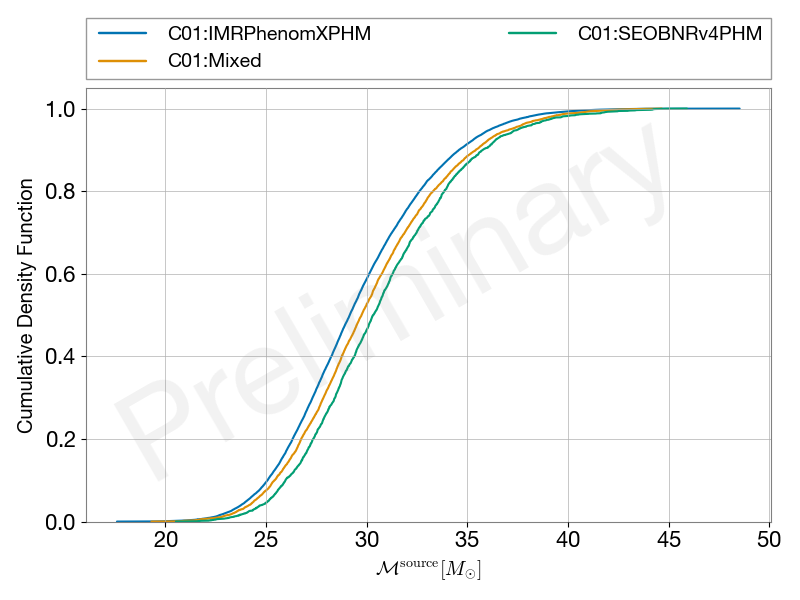 C01:IMRPhenomXPHM
C01:SEOBNRv4PHM
C01:Mixed
Cumulative Density Function
1.0
0.8
0.6
0.4
0.2
0.0
Preliminary
20 25 30 35 40 45 50
ℳ^source [M_⊙]